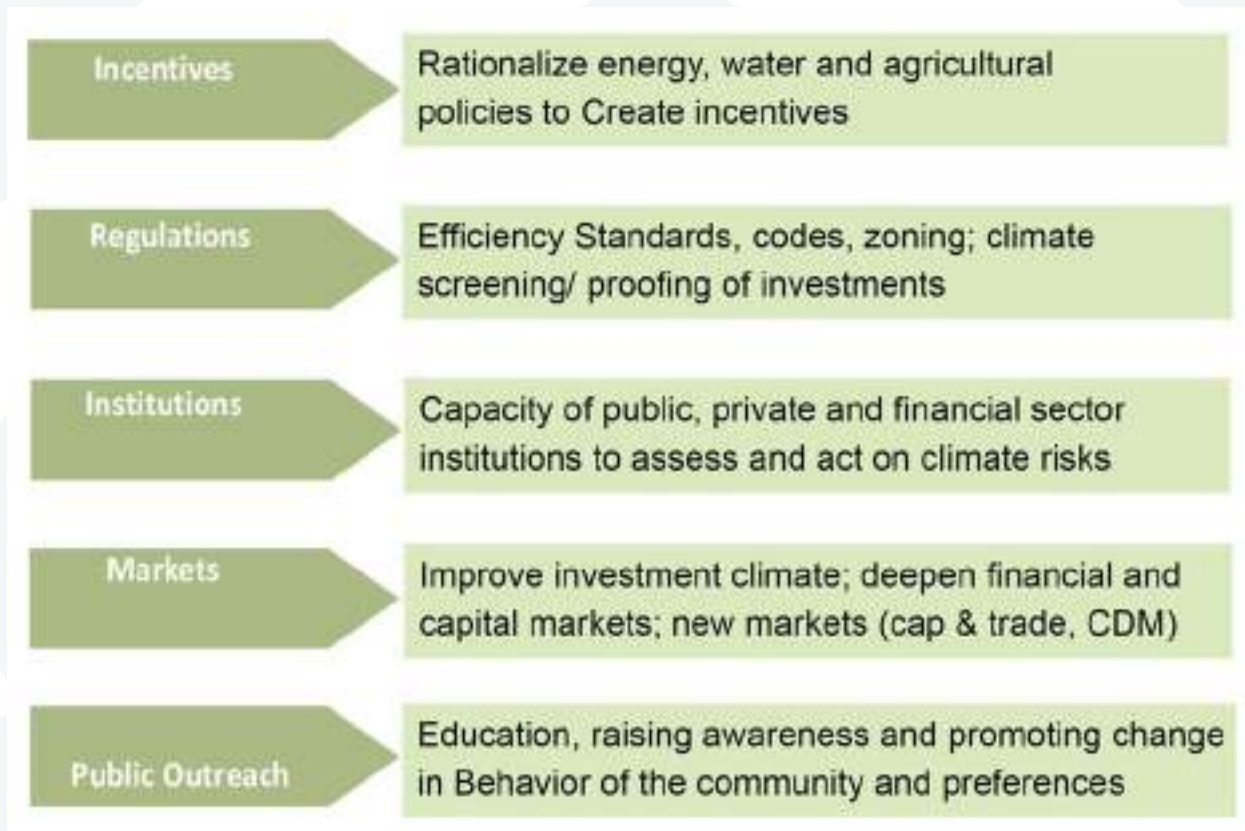 Incentives
Rationalize energy, water and agricultural
policies to Create incentives
Regulations
Efficiency Standards, codes, zoning; climate
screening/ proofing of investments
Institutions
Capacity of public, private and financial sector
institutions to assess and act on climate risks
Markets
Improve investment climate; deepen financial and
capital markets; new markets (cap & trade, CDM)
Public Outreach
Education, raising awareness and promoting change
in Behavior of the community and preferences